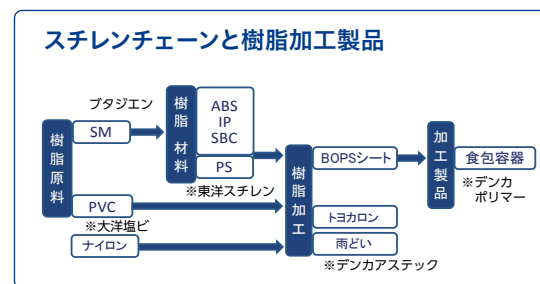 スチレンチェーンと樹脂加工製品
ブタジエン
樹脂原料
SM
樹脂 材料
ABS
IP
SBC
PS
※東洋スチレン
PVC
※大洋塩ビ
ナイロン
樹脂加工
BOPSシート
トヨカロン
雨どい
※デンカアステック
加工製品
食包容器
※デンカ
ポリマー